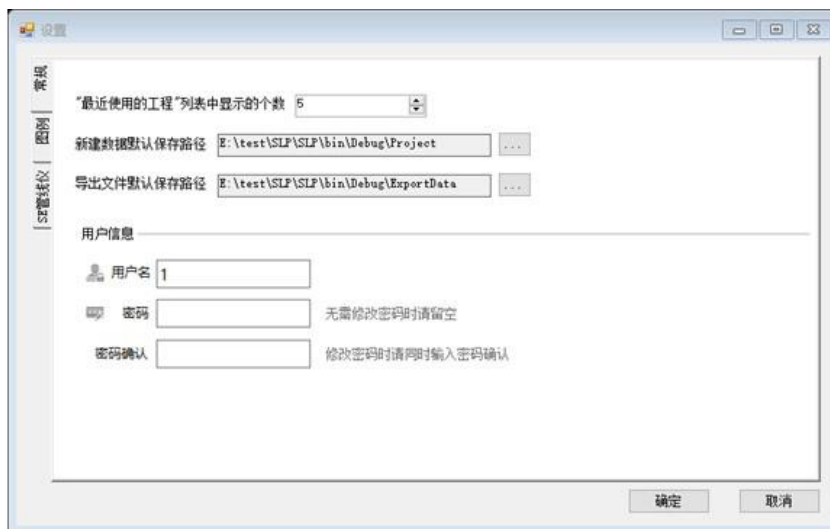 设置
常规
图例
SE管线仪
"最近使用的工程"列表中显示的个数 5
新建数据默认保存路径 E:\test\SLP\SLP\bin\Debug\Project ...
导出文件默认保存路径 E:\test\SLP\SLP\bin\Debug\ExportData ...
用户信息
用户名 1
密码 无需修改密码时请留空
密码确认 修改密码时请同时输入密码确认
确定 取消